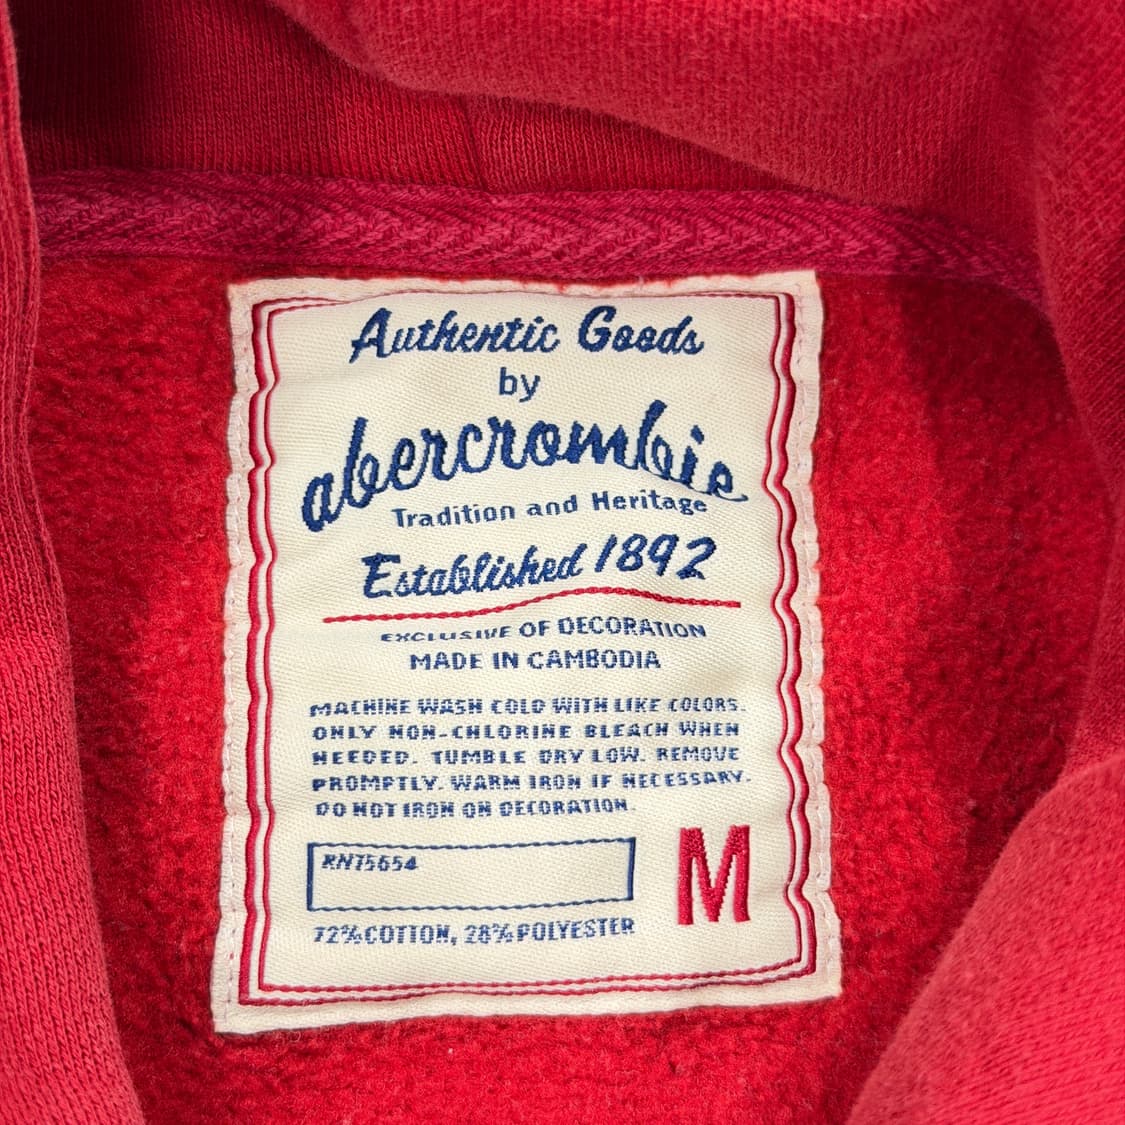 Authentic Goods
by
abercrombie
Tradition and Heritage
Established 1892
EXCLUSIVE OF DECORATION
MADE IN CAMBODIA
MACHINE WASH COLD WITH LIKE COLORS.
ONLY NON-CHLORINE BLEACH WHEN
NEEDED. TUMBLE DRY LOW. REMOVE
PROMPTLY. WARM IRON IF NECESSARY.
DO NOT IRON ON DECORATION.
RN75654
M
72% COTTON, 28% POLYESTER